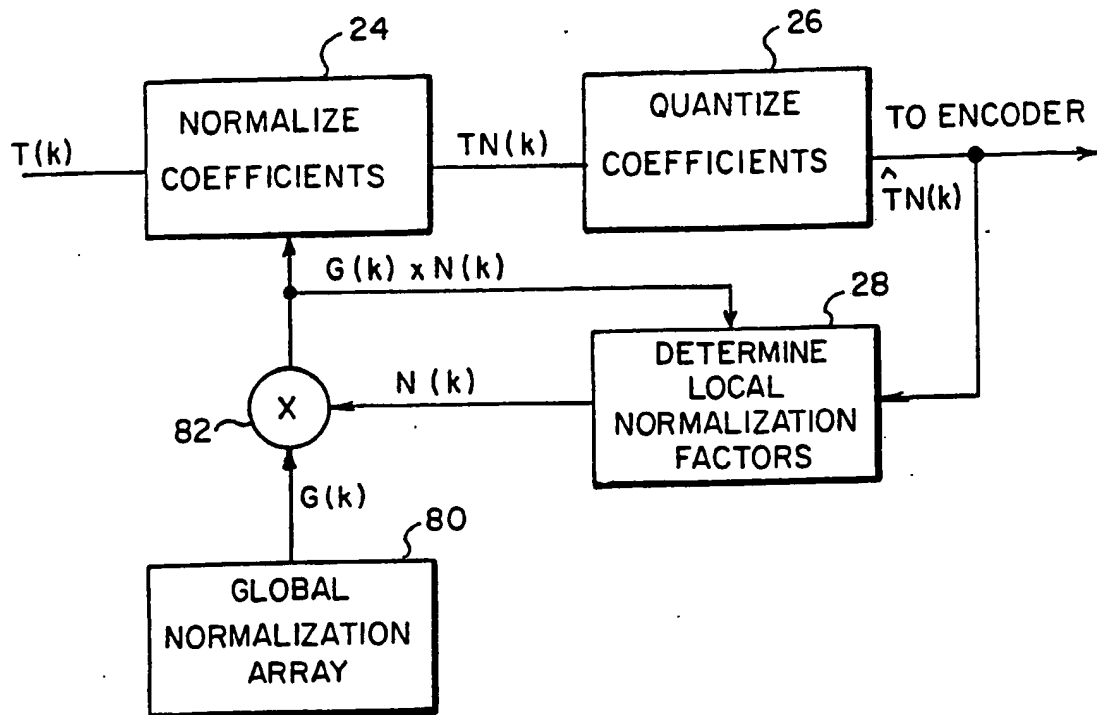 24
26
NORMALIZE
COEFFICIENTS
QUANTIZE
COEFFICIENTS
TO ENCODER
T(k)
TN(k)
T̂N(k)
G(k) x N(k)
28
DETERMINE
LOCAL
NORMALIZATION
FACTORS
N(k)
X
82
G(k)
80
GLOBAL
NORMALIZATION
ARRAY